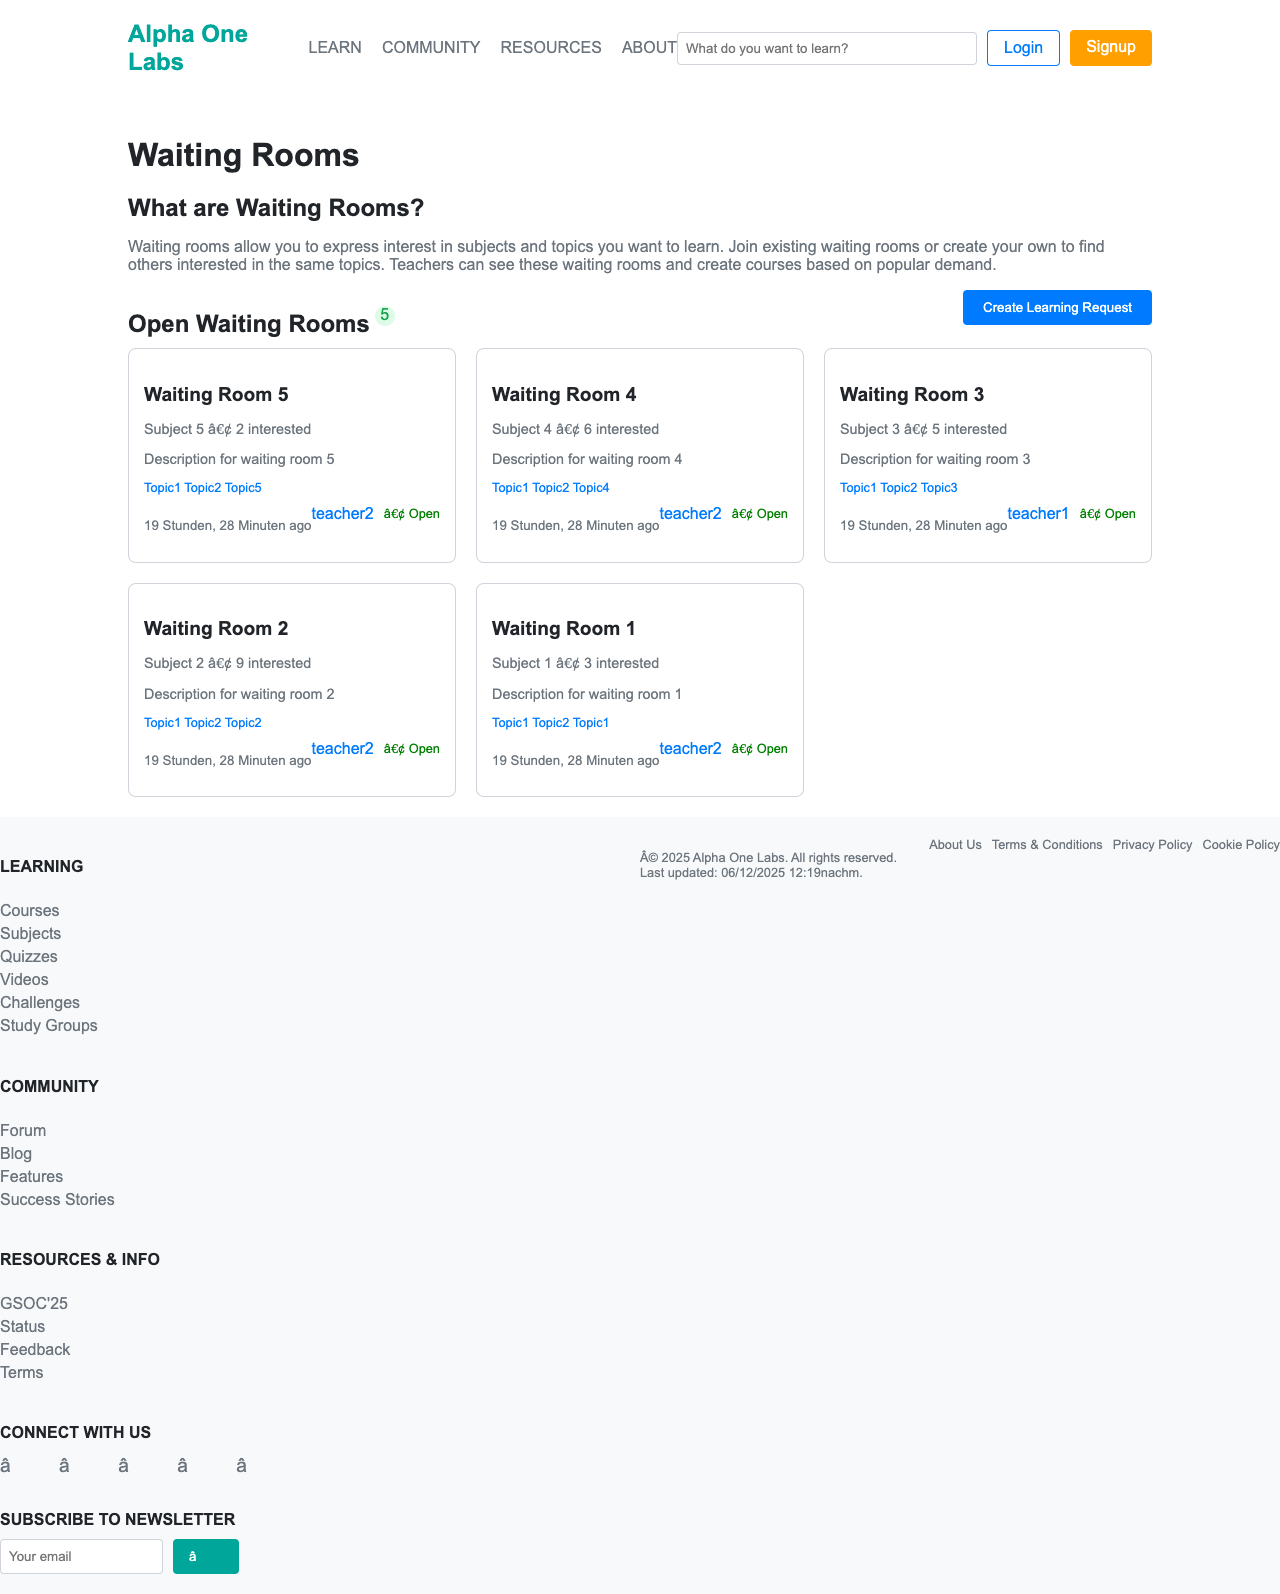 Alpha One
Labs
LEARN COMMUNITY RESOURCES ABOUT
What do you want to learn?
Login
Signup
Waiting Rooms
What are Waiting Rooms?
Waiting rooms allow you to express interest in subjects and topics you want to learn. Join existing waiting rooms or create your own to find
others interested in the same topics. Teachers can see these waiting rooms and create courses based on popular demand.
Open Waiting Rooms 5
Create Learning Request
Waiting Room 5
Subject 5 â€¢ 2 interested
Description for waiting room 5
Topic1 Topic2 Topic5
19 Stunden, 28 Minuten ago teacher2 â€¢ Open
Waiting Room 4
Subject 4 â€¢ 6 interested
Description for waiting room 4
Topic1 Topic2 Topic4
19 Stunden, 28 Minuten ago teacher2 â€¢ Open
Waiting Room 3
Subject 3 â€¢ 5 interested
Description for waiting room 3
Topic1 Topic2 Topic3
19 Stunden, 28 Minuten ago teacher1 â€¢ Open
Waiting Room 2
Subject 2 â€¢ 9 interested
Description for waiting room 2
Topic1 Topic2 Topic2
19 Stunden, 28 Minuten ago teacher2 â€¢ Open
Waiting Room 1
Subject 1 â€¢ 3 interested
Description for waiting room 1
Topic1 Topic2 Topic1
19 Stunden, 28 Minuten ago teacher2 â€¢ Open
LEARNING
Courses
Subjects
Quizzes
Videos
Challenges
Study Groups
COMMUNITY
Forum
Blog
Features
Success Stories
RESOURCES & INFO
GSOC'25
Status
Feedback
Terms
CONNECT WITH US
â â â â â
SUBSCRIBE TO NEWSLETTER
Your email
â
Â© 2025 Alpha One Labs. All rights reserved.
Last updated: 06/12/2025 12:19nachm.
About Us Terms & Conditions Privacy Policy Cookie Policy